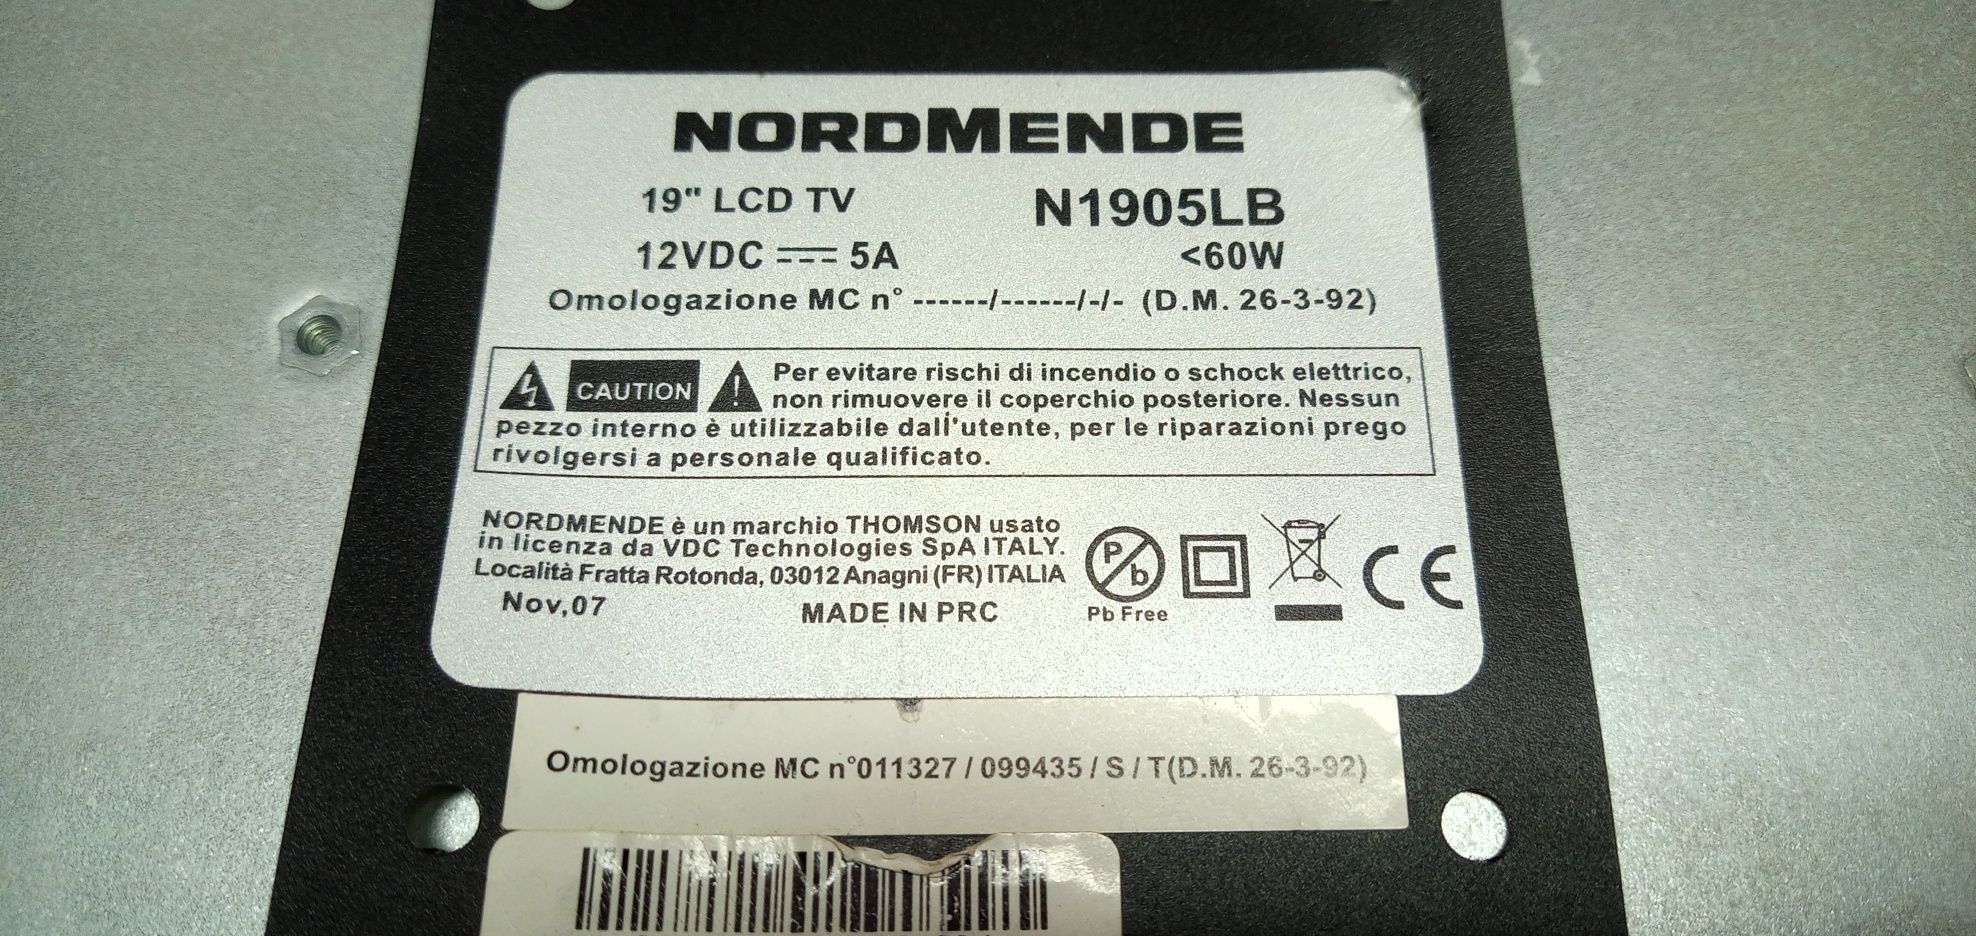 NORDMENDE
19" LCD TV N1905LB
12VDC 5A <60W
Omologazione MC n° ------/------/-/- (D.M. 26-3-92)
CAUTION Per evitare rischi di incendio o schock elettrico,
non rimuovere il coperchio posteriore. Nessun
pezzo interno è utilizzabile dall'utente, per le riparazioni prego
rivolgersi a personale qualificato.
NORDMENDE è un marchio THOMSON usato
in licenza da VDC Technologies SpA ITALY.
Località Fratta Rotonda, 03012 Anagni (FR) ITALIA
Nov,07 MADE IN PRC
Pb
Pb Free
CE
Omologazione MC n°011327 / 099435 / S / T(D.M. 26-3-92)